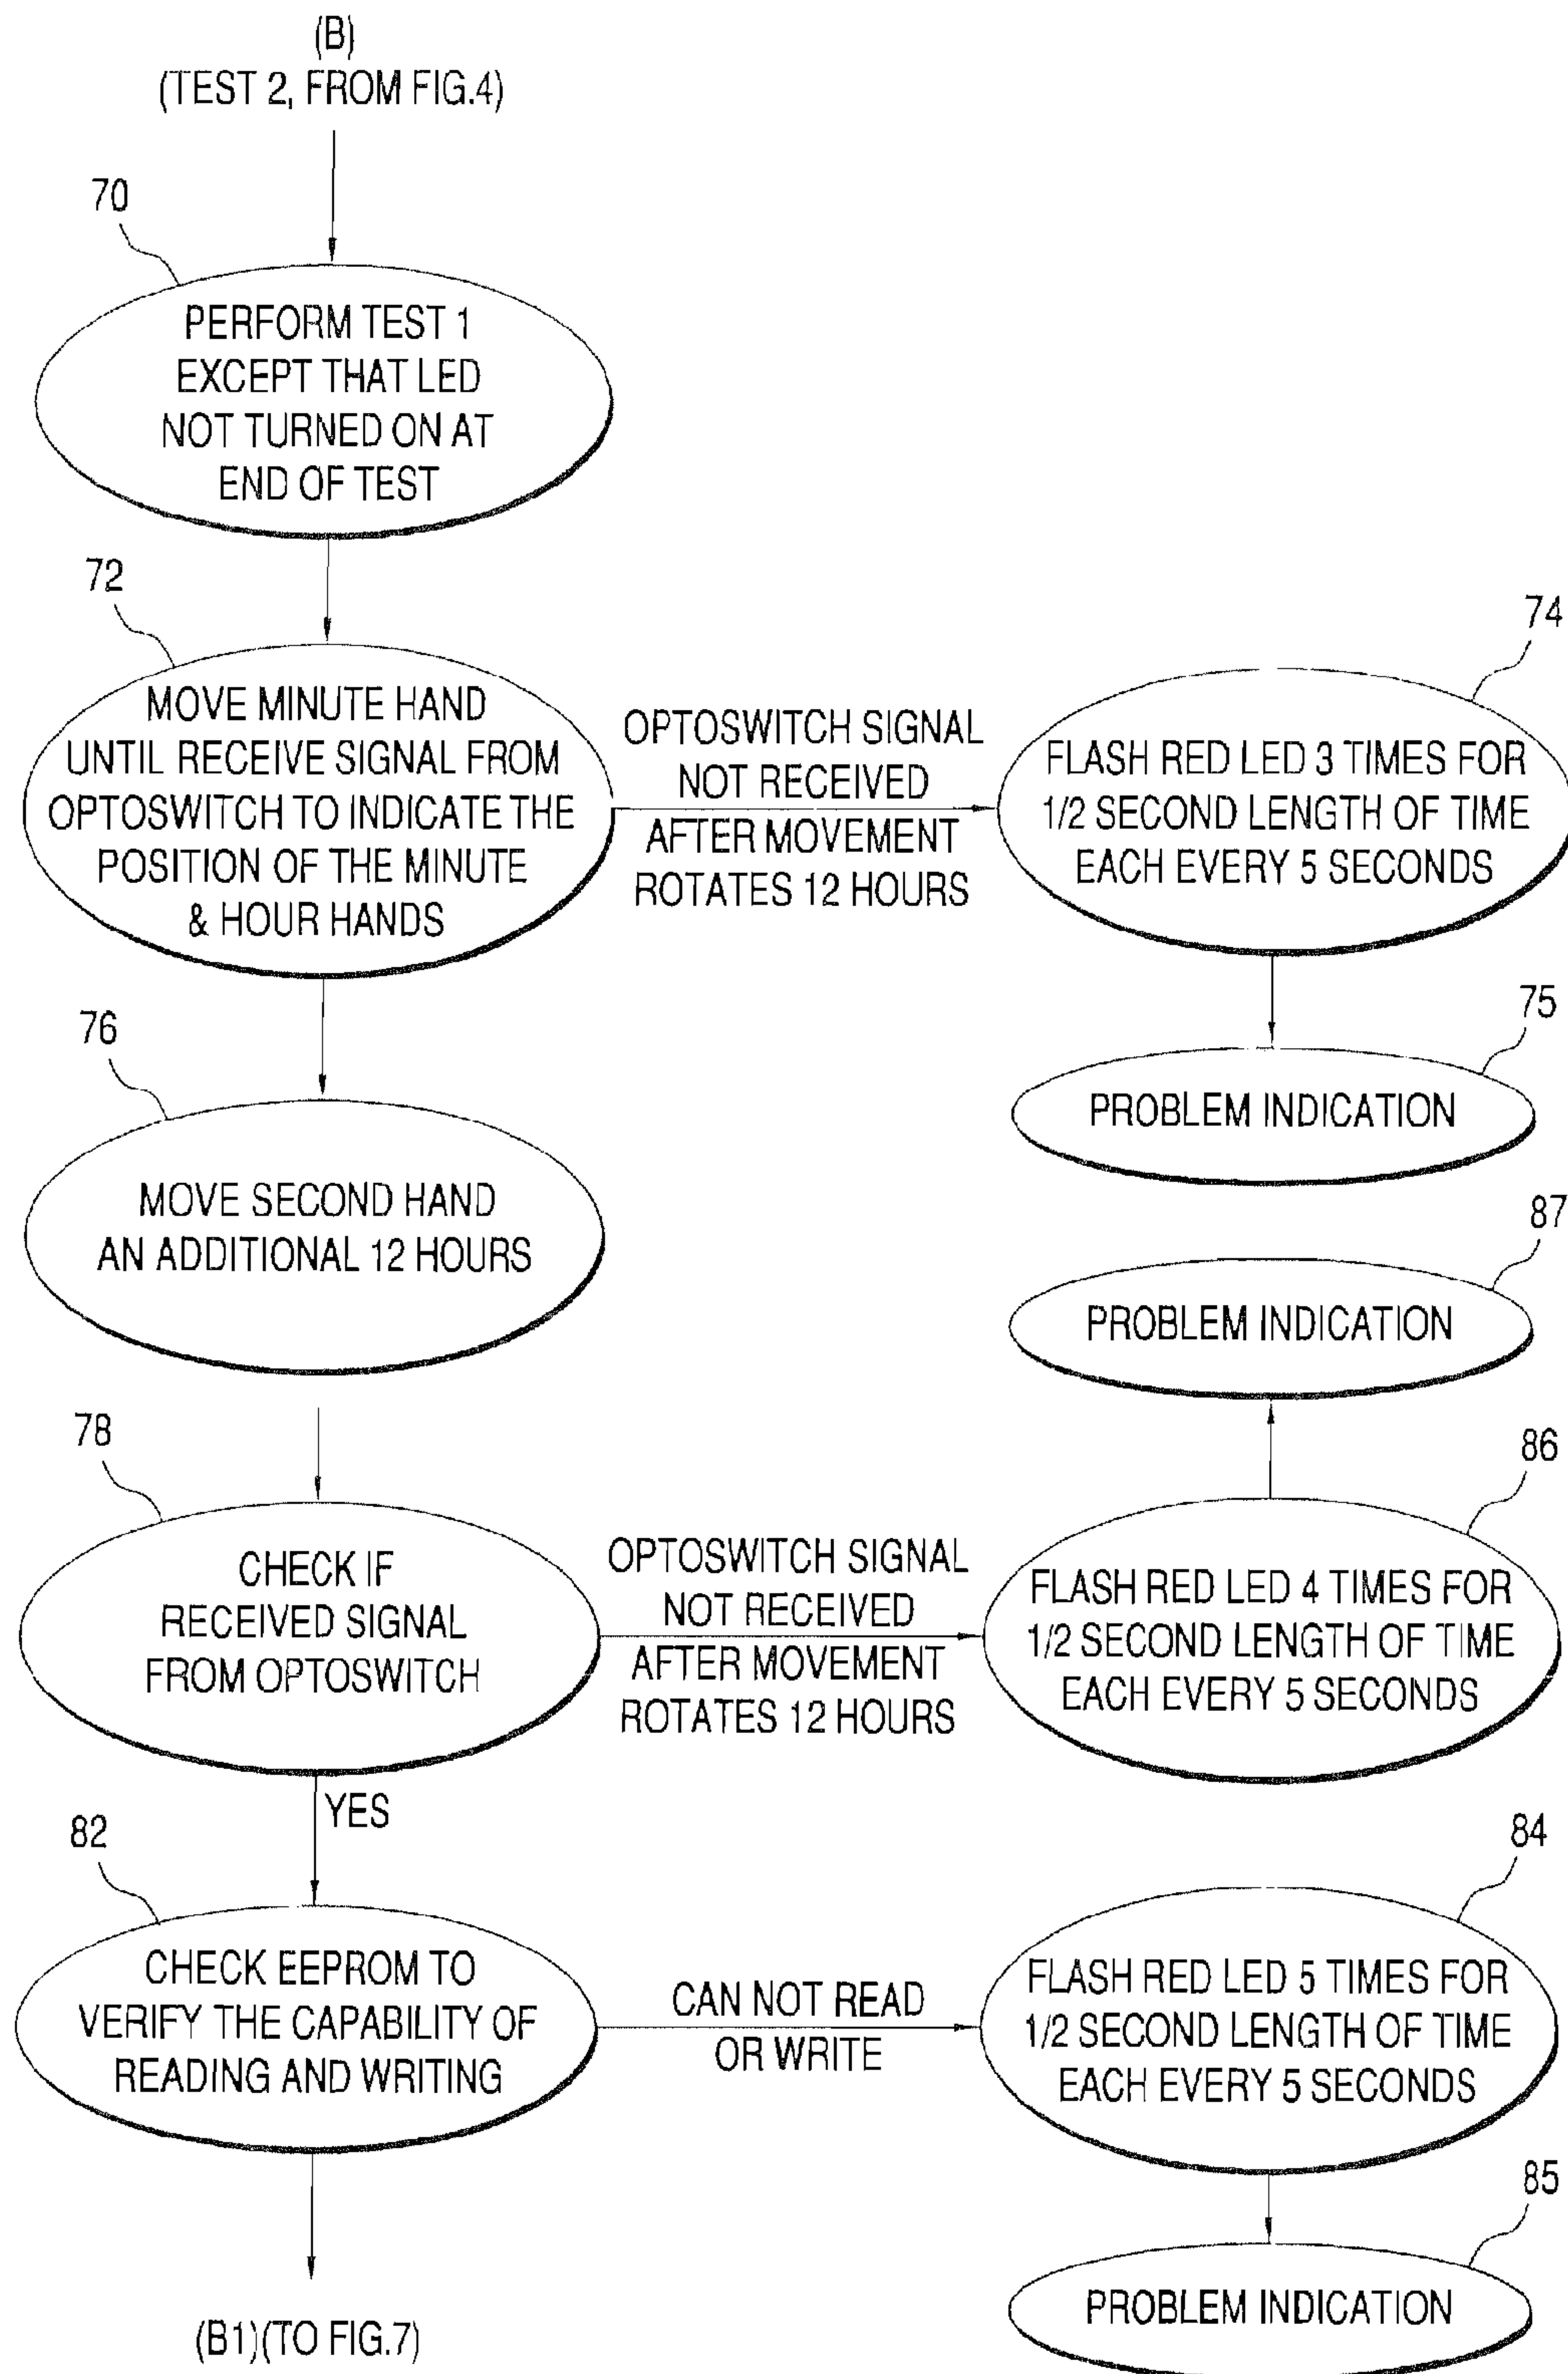 (B)
(TEST 2, FROM FIG.4)
70
PERFORM TEST 1
EXCEPT THAT LED
NOT TURNED ON AT
END OF TEST
72
MOVE MINUTE HAND
UNTIL RECEIVE SIGNAL FROM
OPTOSWITCH TO INDICATE THE
POSITION OF THE MINUTE
& HOUR HANDS
OPTOSWITCH SIGNAL
NOT RECEIVED
AFTER MOVEMENT
ROTATES 12 HOURS
74
FLASH RED LED 3 TIMES FOR
1/2 SECOND LENGTH OF TIME
EACH EVERY 5 SECONDS
75
PROBLEM INDICATION
76
MOVE SECOND HAND
AN ADDITIONAL 12 HOURS
87
PROBLEM INDICATION
78
CHECK IF
RECEIVED SIGNAL
FROM OPTOSWITCH
OPTOSWITCH SIGNAL
NOT RECEIVED
AFTER MOVEMENT
ROTATES 12 HOURS
86
FLASH RED LED 4 TIMES FOR
1/2 SECOND LENGTH OF TIME
EACH EVERY 5 SECONDS
YES
82
CHECK EEPROM TO
VERIFY THE CAPABILITY OF
READING AND WRITING
CAN NOT READ
OR WRITE
84
FLASH RED LED 5 TIMES FOR
1/2 SECOND LENGTH OF TIME
EACH EVERY 5 SECONDS
85
PROBLEM INDICATION
(B1)(TO FIG.7)